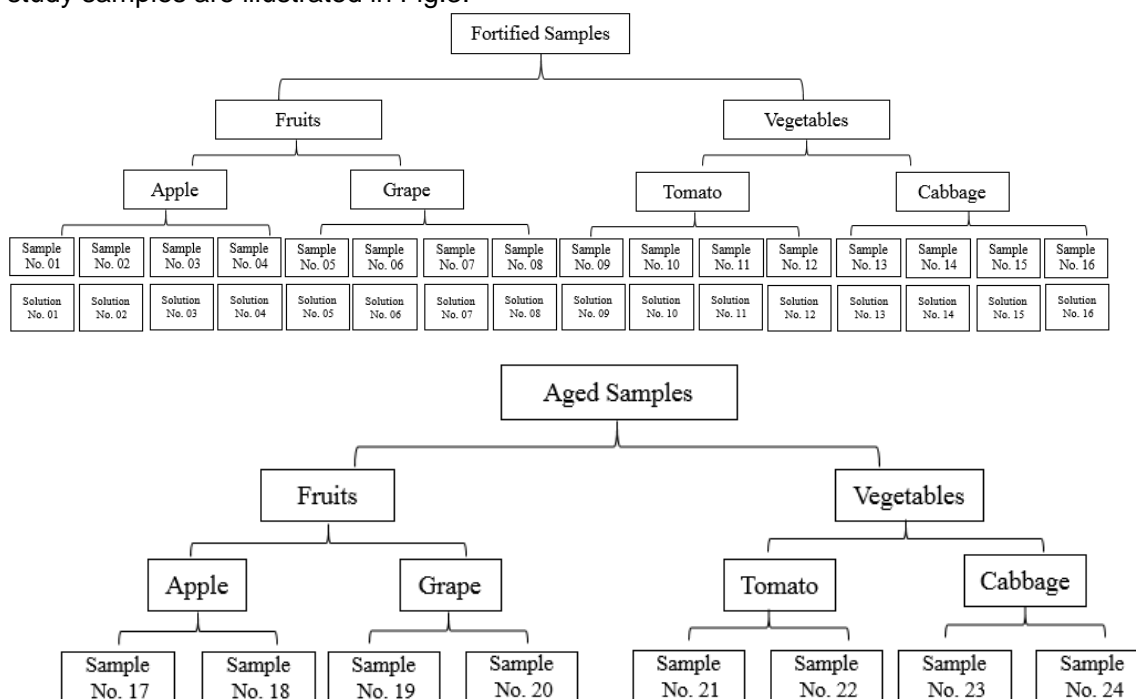 study samples are illustrated in Fig.3.
Fortified Samples
Fruits Vegetables
Apple Grape Tomato Cabbage
Sample Sample Sample Sample Sample Sample Sample Sample Sample Sample Sample Sample Sample Sample Sample Sample
No. 01 No. 02 No. 03 No. 04 No. 05 No. 06 No. 07 No. 08 No. 09 No. 10 No. 11 No. 12 No. 13 No. 14 No. 15 No. 16
Solution Solution Solution Solution Solution Solution Solution Solution Solution Solution Solution Solution Solution Solution Solution Solution
No. 01 No. 02 No. 03 No. 04 No. 05 No. 06 No. 07 No. 08 No. 09 No. 10 No. 11 No. 12 No. 13 No. 14 No. 15 No. 16
Aged Samples
Fruits Vegetables
Apple Grape Tomato Cabbage
Sample Sample Sample Sample Sample Sample Sample Sample
No. 17 No. 18 No. 19 No. 20 No. 21 No. 22 No. 23 No. 24